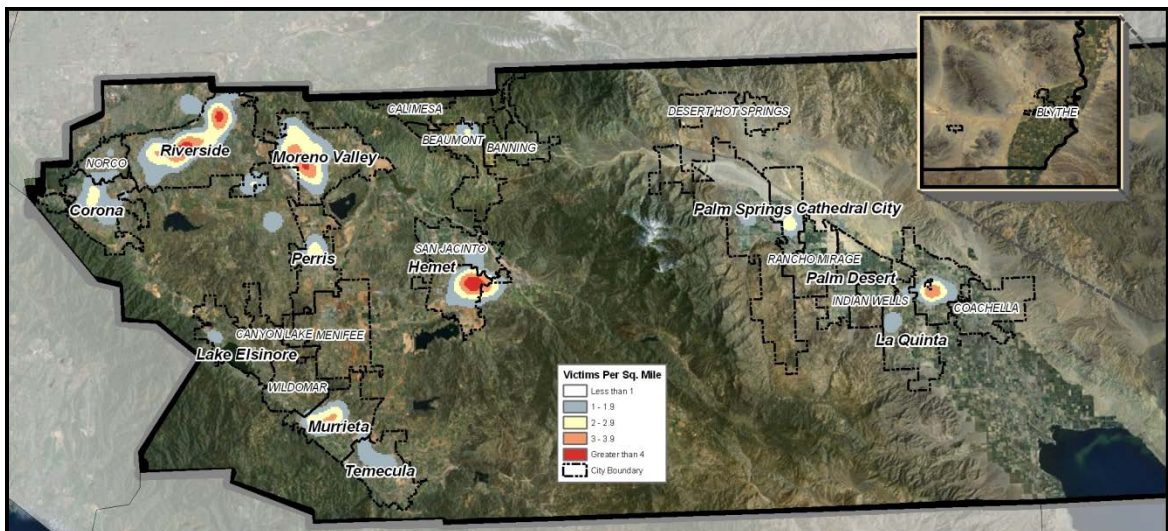 CALIMESA
DESERT HOT SPRINGS
BLYTHE
BEAUMONT
BANNING
Riverside
Moreno Valley
NORCO
Corona
Palm Springs
Cathedral City
SAN JACINTO
Perris
Hemet
RANCHO MIRAGE
Palm Desert
INDIAN WELLS
COACHELLA
CANYON LAKE
MENIFEE
La Quinta
Lake Elsinore
WILDOMAR
Murrieta
Temecula
Victims Per Sq. Mile
Less than 1
1 - 1.9
2 - 2.9
3 - 3.9
Greater than 4
City Boundary